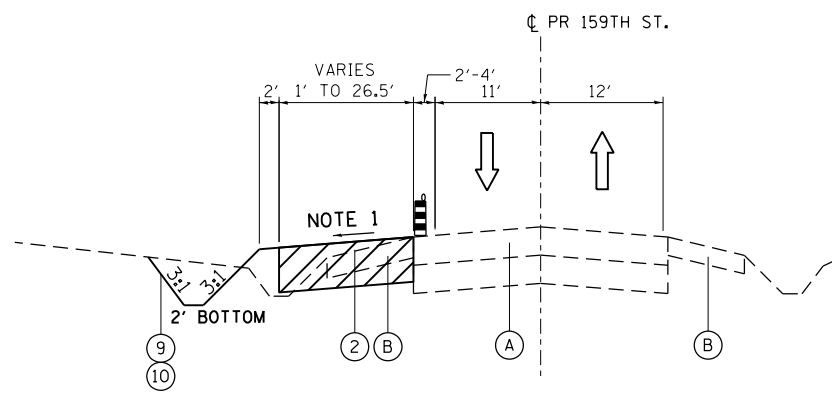 ℄ PR 159TH ST.
VARIES
2'-4'
2' 1' TO 26.5' 11' 12'
NOTE 1
3:1 3:1
2' BOTTOM
9 2 B A B
10